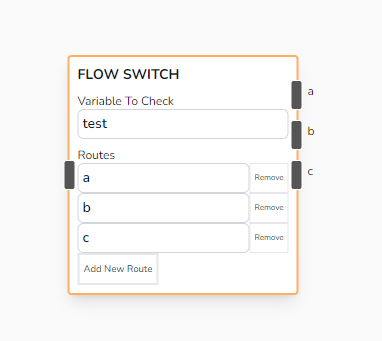 FLOW SWITCH
Variable To Check
test
Routes
a Remove
b Remove
c Remove
Add New Route
a
b
c